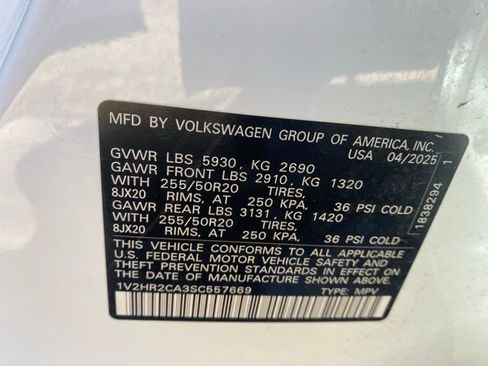 MFD BY VOLKSWAGEN GROUP OF AMERICA, INC.
USA 04/2025
GVWR LBS 5930, KG 2690
GAWR FRONT LBS 2910, KG 1320
WITH 255/50R20 TIRES,
8JX20 RIMS, AT 250 KPA, 36 PSI COLD
GAWR REAR LBS 3131, KG 1420
WITH 255/50R20 TIRES,
8JX20 RIMS, AT 250 KPA, 36 PSI COLD
THIS VEHICLE CONFORMS TO ALL APPLICABLE
U.S. FEDERAL MOTOR VEHICLE SAFETY AND
THEFT PREVENTION STANDARDS IN EFFECT ON
THE DATE OF MANUFACTURE SHOWN ABOVE.
1V2HR2CA3SC557669 TYPE: MPV
1838294 1